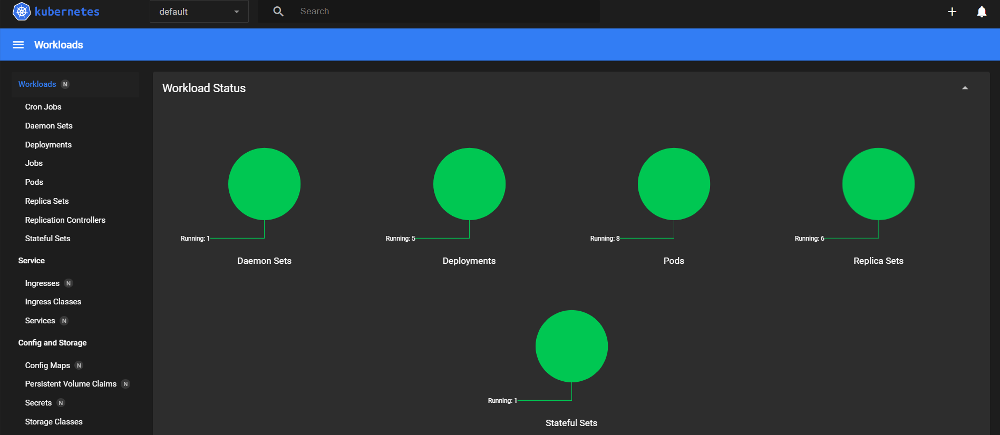 kubernetes
default
Search
Workloads
Workloads N
Cron Jobs
Daemon Sets
Deployments
Jobs
Pods
Replica Sets
Replication Controllers
Stateful Sets
Service
Ingresses N
Ingress Classes
Services N
Config and Storage
Config Maps N
Persistent Volume Claims N
Secrets N
Storage Classes
Workload Status
Running: 1
Daemon Sets
Running: 5
Deployments
Running: 8
Pods
Running: 6
Replica Sets
Running: 1
Stateful Sets